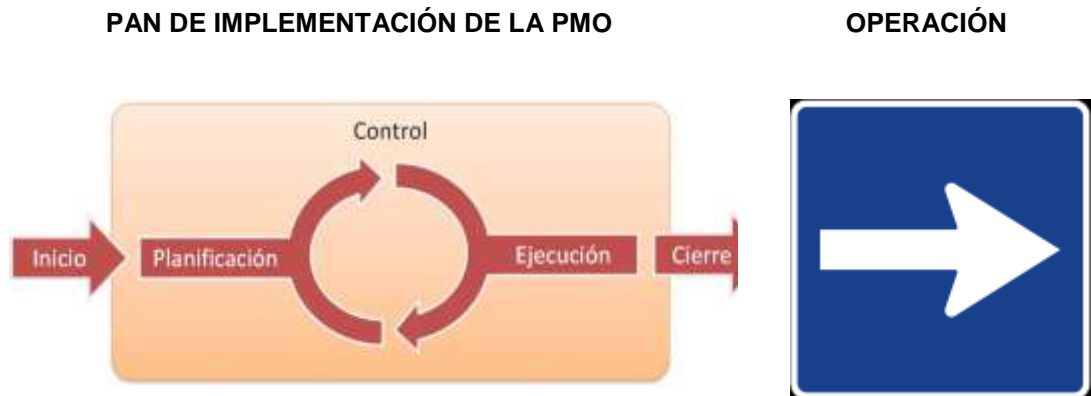 PAN DE IMPLEMENTACIÓN DE LA PMO
OPERACIÓN
Control
Inicio
Planificación
Ejecución
Cierre